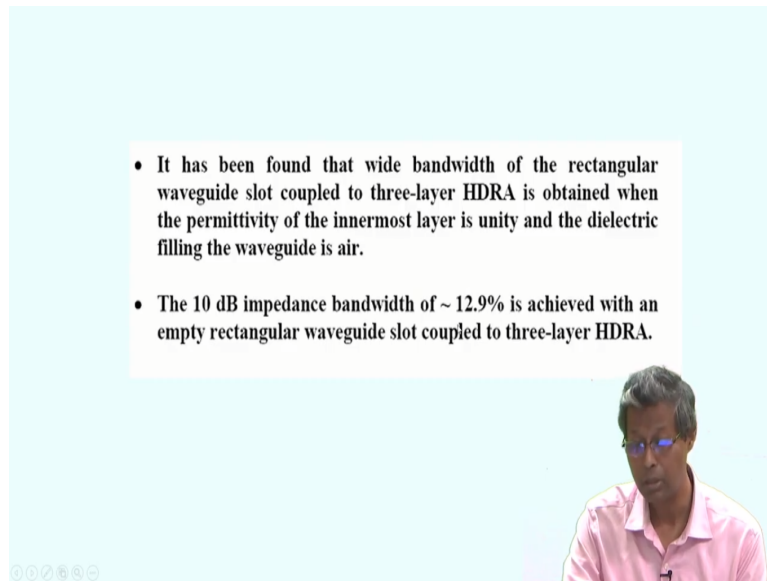 • It has been found that wide bandwidth of the rectangular
waveguide slot coupled to three-layer HDRA is obtained when
the permittivity of the innermost layer is unity and the dielectric
filling the waveguide is air.
• The 10 dB impedance bandwidth of ~ 12.9% is achieved with an
empty rectangular waveguide slot coupled to three-layer HDRA.